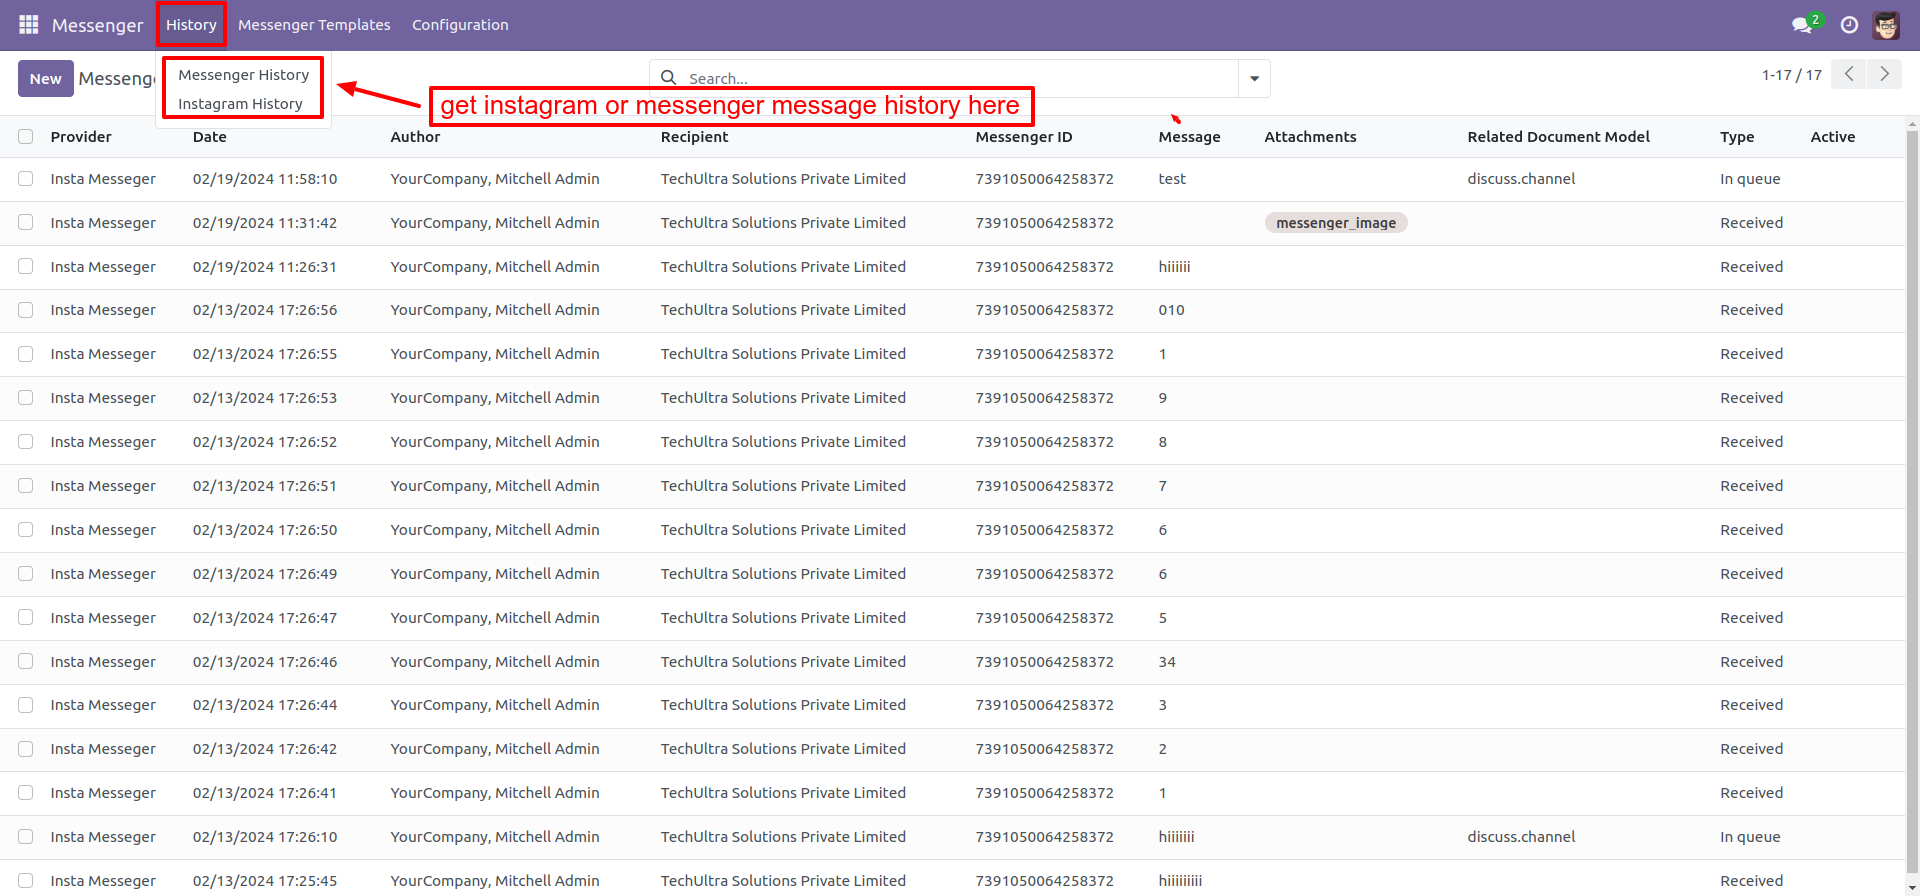 Messenger History Messenger Templates Configuration 2
New Messeng
Messenger History
Instagram History
Search...
1-17 / 17
get instagram or messenger message history here
Provider Date Author Recipient Messenger ID Message Attachments Related Document Model Type Active
Insta Messeger 02/19/2024 11:58:10 YourCompany, Mitchell Admin TechUltra Solutions Private Limited 7391050064258372 test discuss.channel In queue
Insta Messeger 02/19/2024 11:31:42 YourCompany, Mitchell Admin TechUltra Solutions Private Limited 7391050064258372 messenger_image Received
Insta Messeger 02/19/2024 11:26:31 YourCompany, Mitchell Admin TechUltra Solutions Private Limited 7391050064258372 hiiiiii Received
Insta Messeger 02/13/2024 17:26:56 YourCompany, Mitchell Admin TechUltra Solutions Private Limited 7391050064258372 010 Received
Insta Messeger 02/13/2024 17:26:55 YourCompany, Mitchell Admin TechUltra Solutions Private Limited 7391050064258372 1 Received
Insta Messeger 02/13/2024 17:26:53 YourCompany, Mitchell Admin TechUltra Solutions Private Limited 7391050064258372 9 Received
Insta Messeger 02/13/2024 17:26:52 YourCompany, Mitchell Admin TechUltra Solutions Private Limited 7391050064258372 8 Received
Insta Messeger 02/13/2024 17:26:51 YourCompany, Mitchell Admin TechUltra Solutions Private Limited 7391050064258372 7 Received
Insta Messeger 02/13/2024 17:26:50 YourCompany, Mitchell Admin TechUltra Solutions Private Limited 7391050064258372 6 Received
Insta Messeger 02/13/2024 17:26:49 YourCompany, Mitchell Admin TechUltra Solutions Private Limited 7391050064258372 6 Received
Insta Messeger 02/13/2024 17:26:47 YourCompany, Mitchell Admin TechUltra Solutions Private Limited 7391050064258372 5 Received
Insta Messeger 02/13/2024 17:26:46 YourCompany, Mitchell Admin TechUltra Solutions Private Limited 7391050064258372 34 Received
Insta Messeger 02/13/2024 17:26:44 YourCompany, Mitchell Admin TechUltra Solutions Private Limited 7391050064258372 3 Received
Insta Messeger 02/13/2024 17:26:42 YourCompany, Mitchell Admin TechUltra Solutions Private Limited 7391050064258372 2 Received
Insta Messeger 02/13/2024 17:26:41 YourCompany, Mitchell Admin TechUltra Solutions Private Limited 7391050064258372 1 Received
Insta Messeger 02/13/2024 17:26:10 YourCompany, Mitchell Admin TechUltra Solutions Private Limited 7391050064258372 hiiiiiii discuss.channel In queue
Insta Messeger 02/13/2024 17:25:45 YourCompany, Mitchell Admin TechUltra Solutions Private Limited 7391050064258372 hiiiiiiiii Received